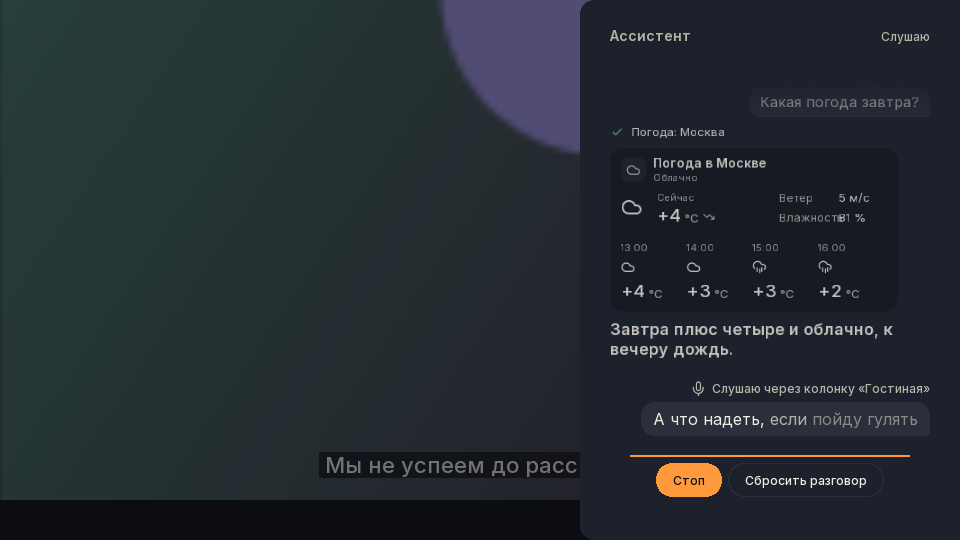 Ассистент
Слушаю
Какая погода завтра?
Погода: Москва
Погода в Москве
Облачно
Сейчас
+4 °C
Ветер 5 м/с
Влажность 81 %
13:00 14:00 15:00 16:00
+4 °C +3 °C +3 °C +2 °C
Завтра плюс четыре и облачно, к
вечеру дождь.
Слушаю через колонку «Гостиная»
А что надеть, если пойду гулять
Мы не успеем до расс
Стоп
Сбросить разговор